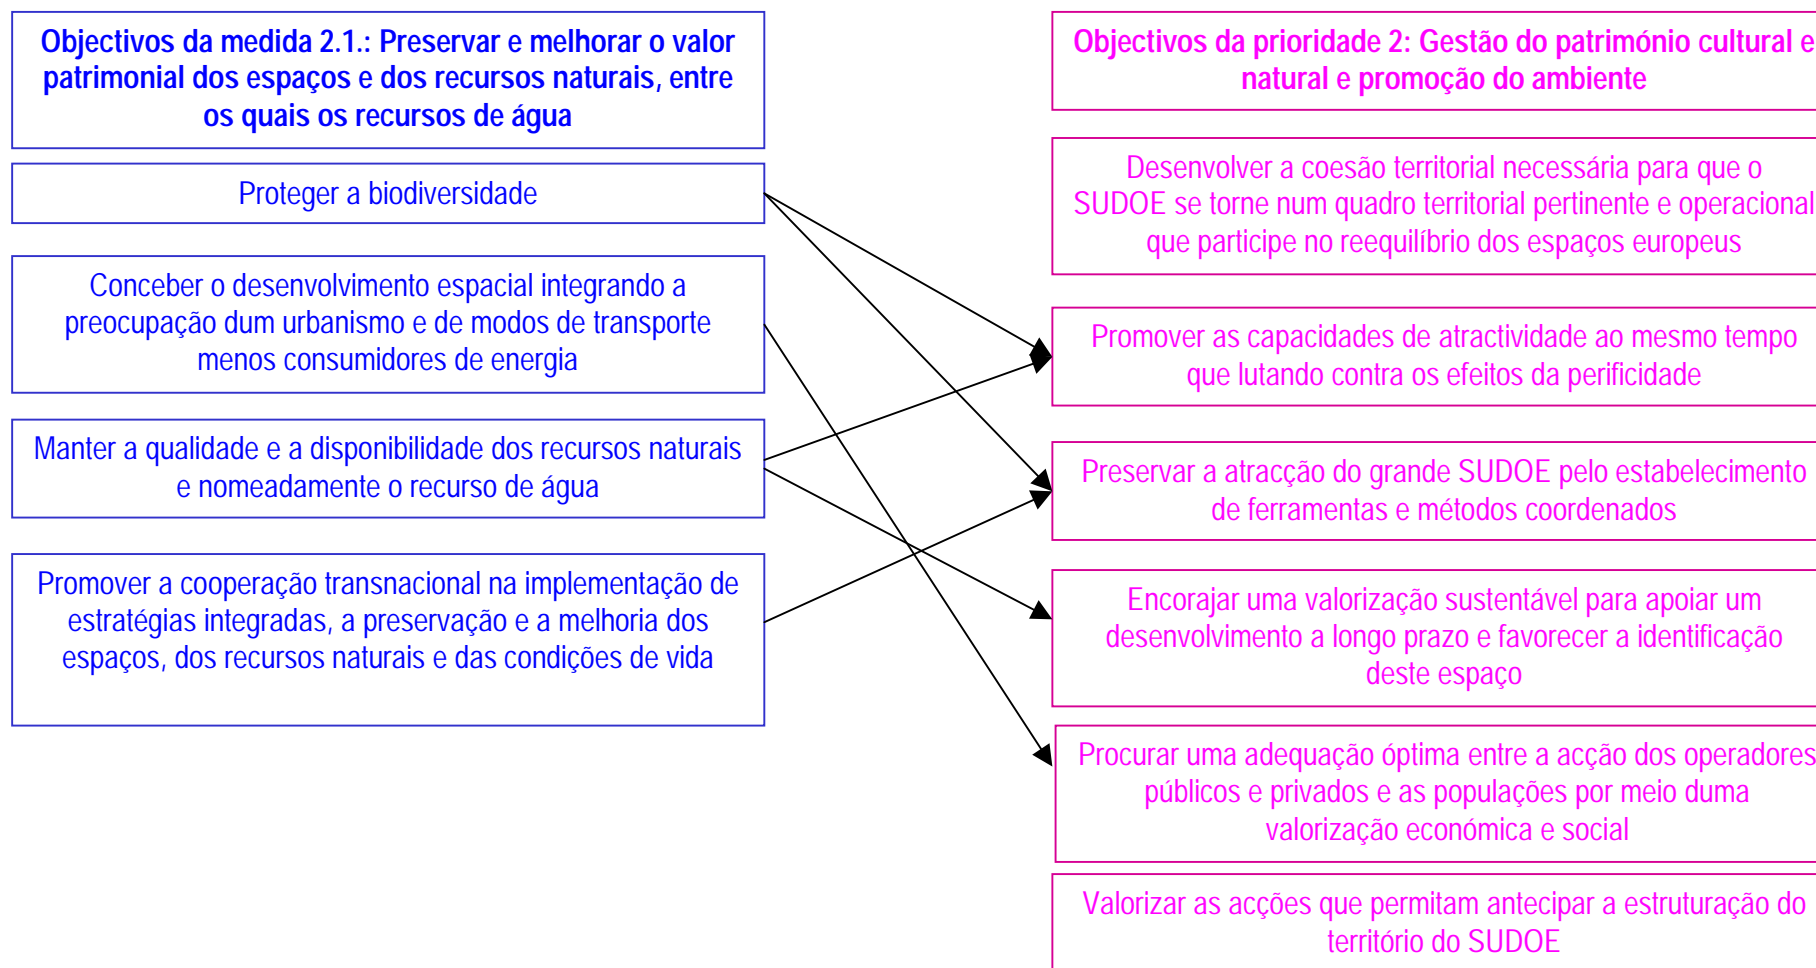 Objectivos da medida 2.1.: Preservar e melhorar o valor
patrimonial dos espaços e dos recursos naturais, entre
os quais os recursos de água
Proteger a biodiversidade
Conceber o desenvolvimento espacial integrando a
preocupação dum urbanismo e de modos de transporte
menos consumidores de energia
Manter a qualidade e a disponibilidade dos recursos naturais
e nomeadamente o recurso de água
Promover a cooperação transnacional na implementação de
estratégias integradas, a preservação e a melhoria dos
espaços, dos recursos naturais e das condições de vida
Objectivos da prioridade 2: Gestão do património cultural e
natural e promoção do ambiente
Desenvolver a coesão territorial necessária para que o
SUDOE se torne num quadro territorial pertinente e operacional
que participe no reequilíbrio dos espaços europeus
Promover as capacidades de atractividade ao mesmo tempo
que lutando contra os efeitos da perificidade
Preservar a atracção do grande SUDOE pelo estabelecimento
de ferramentas e métodos coordenados
Encorajar uma valorização sustentável para apoiar um
desenvolvimento a longo prazo e favorecer a identificação
deste espaço
Procurar uma adequação óptima entre a acção dos operadores
públicos e privados e as populações por meio duma
valorização económica e social
Valorizar as acções que permitam antecipar a estruturação do
território do SUDOE